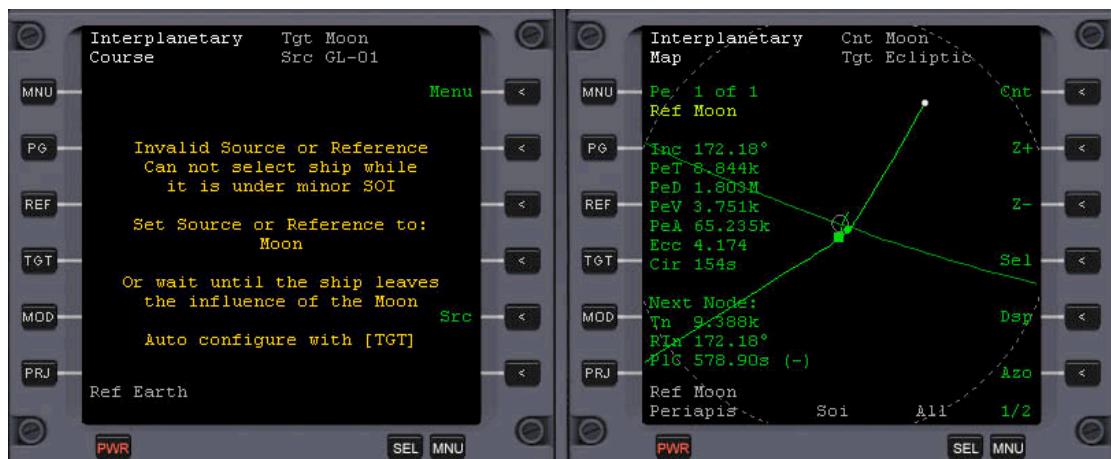 Interplanetary Tgt Moon
Course Src GL-01
MNU
Menu <
Invalid Source or Reference
PG
<
Can not select ship while
it is under minor SOI
REF
<
Set Source or Reference to:
Moon
TGT
<
Or wait until the ship leaves
the influence of the Moon
MOD
Src <
Auto configure with [TGT]
PRJ
<
Ref Earth
PWR SEL MNU
Interplanetary Cnt Moon
Map Tgt Ecliptic
MNU Pe 1 of 1 Cnt <
Ref Moon
PG Inc 172.18° Z+ <
PeT 8.844k
PeD 1.803M
REF PeV 3.751k Z- <
PeA 65.235k
Ecc 4.174
TGT Cir 154s Sel <
Next Node:
MOD Tn 9.388k Dsp <
RIn 172.18°
PRJ PlC 578.90s (-) Azo <
Ref Moon
Periapis Soi All 1/2
PWR SEL MNU